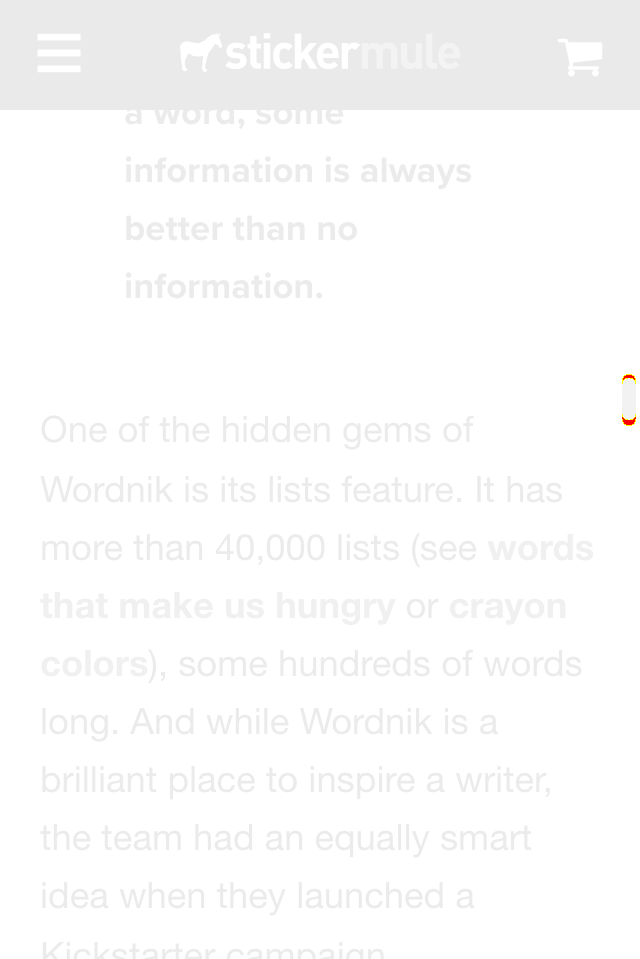 stickermule
a word, some
information is always
better than no
information.
One of the hidden gems of
Wordnik is its lists feature. It has
more than 40,000 lists (see words
that make us hungry or crayon
colors), some hundreds of words
long. And while Wordnik is a
brilliant place to inspire a writer,
the team had an equally smart
idea when they launched a
Kickstarter campaign